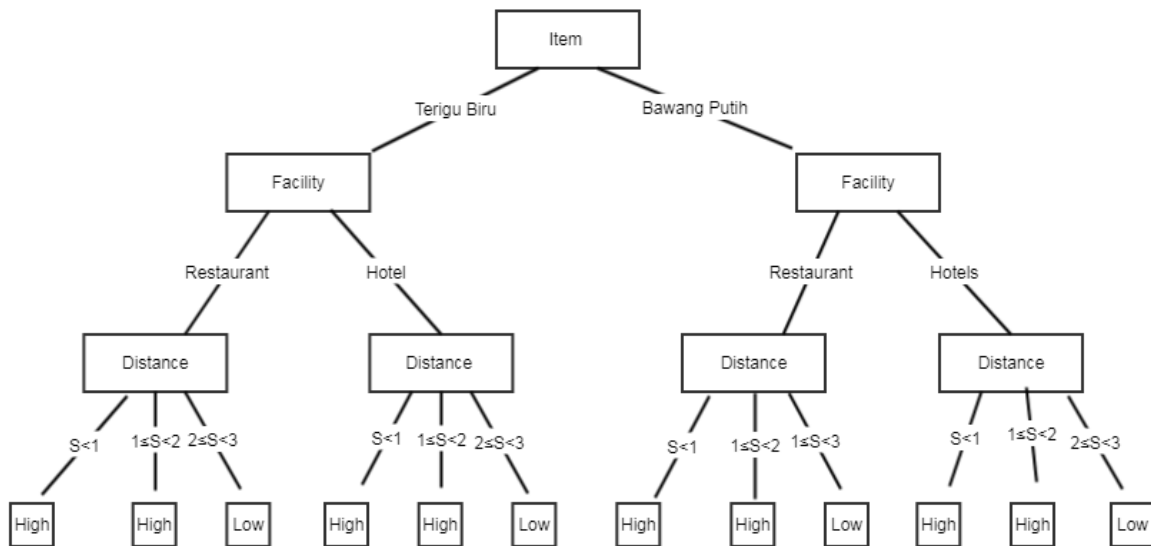 Item
Terigu Biru
Bawang Putih
Facility
Facility
Restaurant
Hotel
Restaurant
Hotels
Distance
Distance
Distance
Distance
S<1
1≤S<2
2≤S<3
S<1
1≤S<2
2≤S<3
S<1
1≤S<2
1≤S<3
S<1
1≤S<2
2≤S<3
High
High
Low
High
High
Low
High
High
Low
High
High
Low